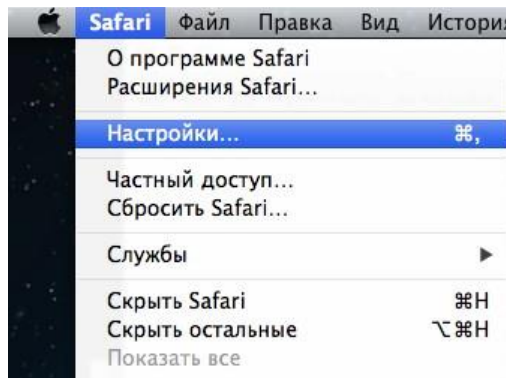 Safari Файл Правка Вид История
О программе Safari
Расширения Safari...
Настройки... ⌘,
Частный доступ...
Сбросить Safari...
Службы ▶
Скрыть Safari ⌘H
Скрыть остальные ⌥⌘H
Показать все